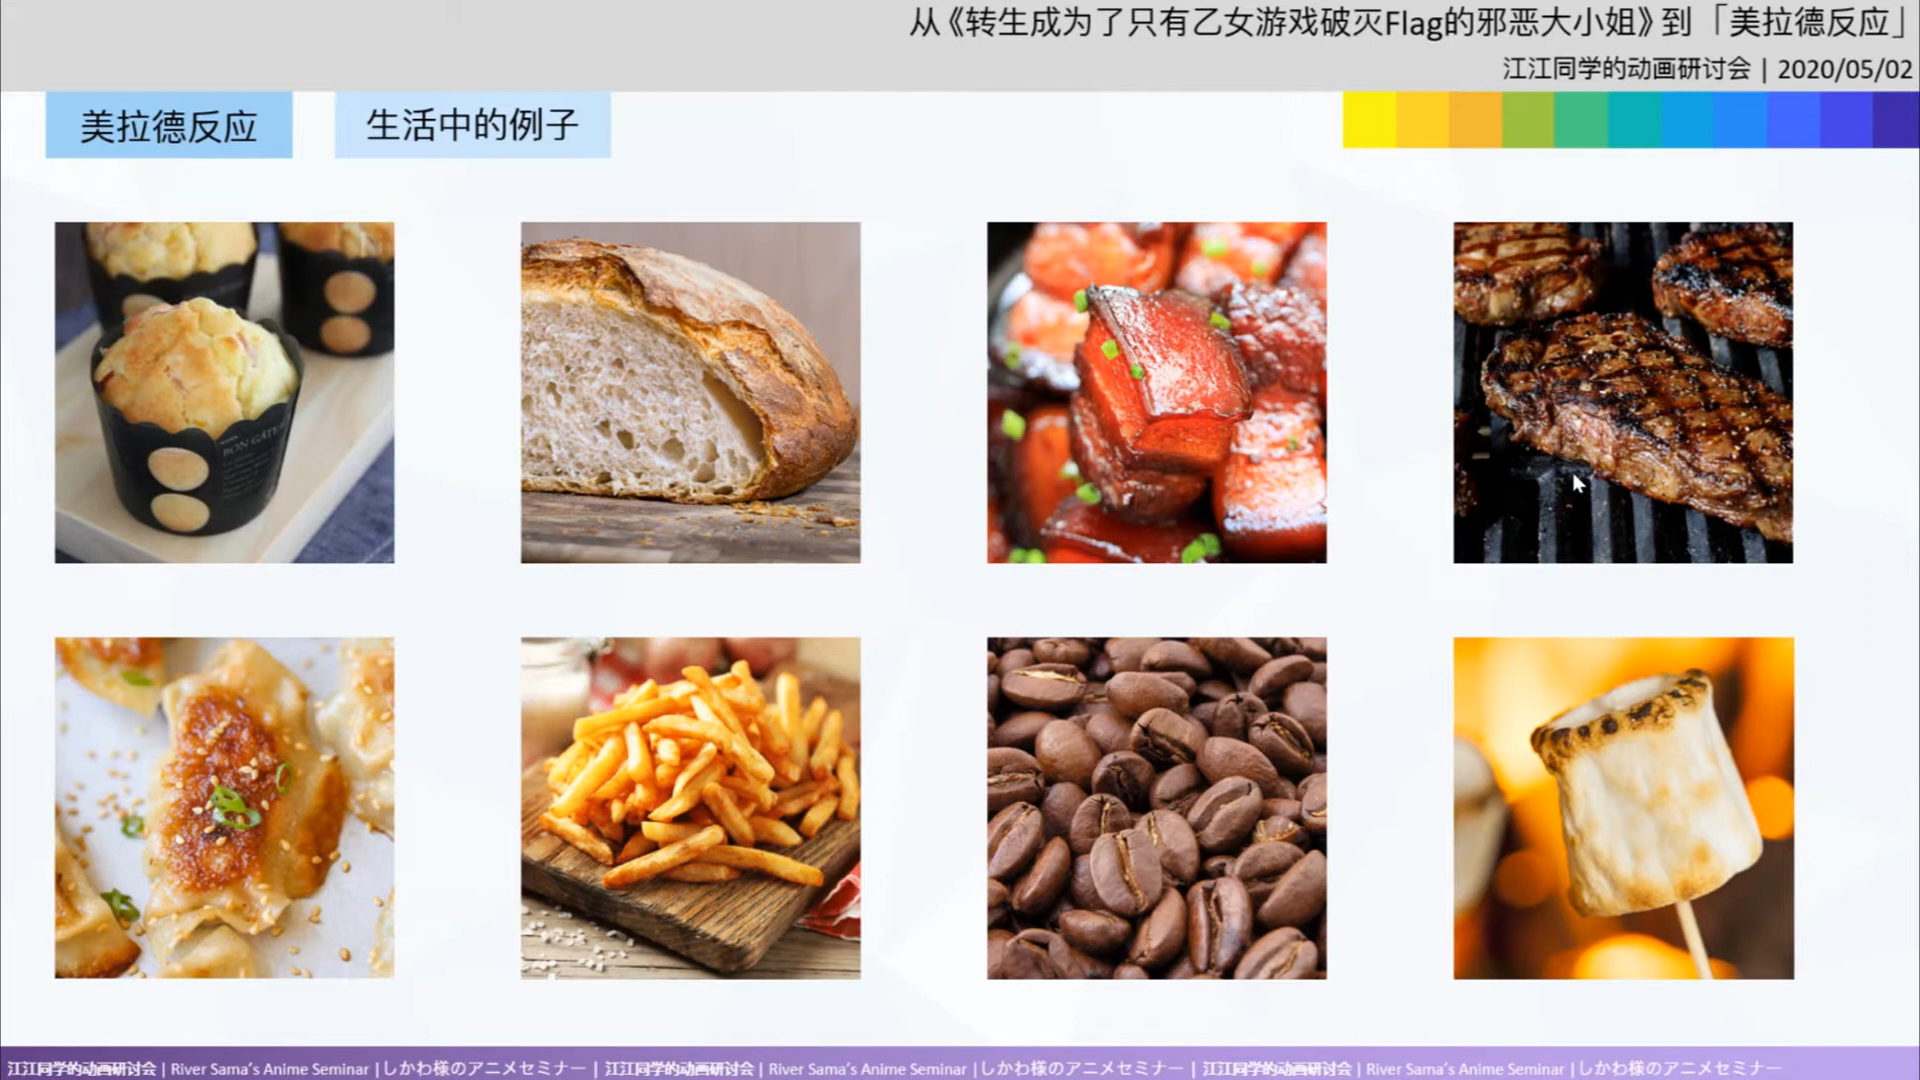 从《转生成为了只有乙女游戏破灭Flag的邪恶大小姐》到「美拉德反应」
江江同学的动画研讨会 | 2020/05/02
美拉德反应
生活中的例子
BON GATE
江江同学的动画研讨会 | River Sama's Anime Seminar |しかわ様のアニメセミナー | 江江同学的动画研讨会 | River Sama's Anime Seminar |しかわ様のアニメセミナー | 江江同学的动画研讨会 | River Sama's Anime Seminar |しかわ様のアニメセミナー